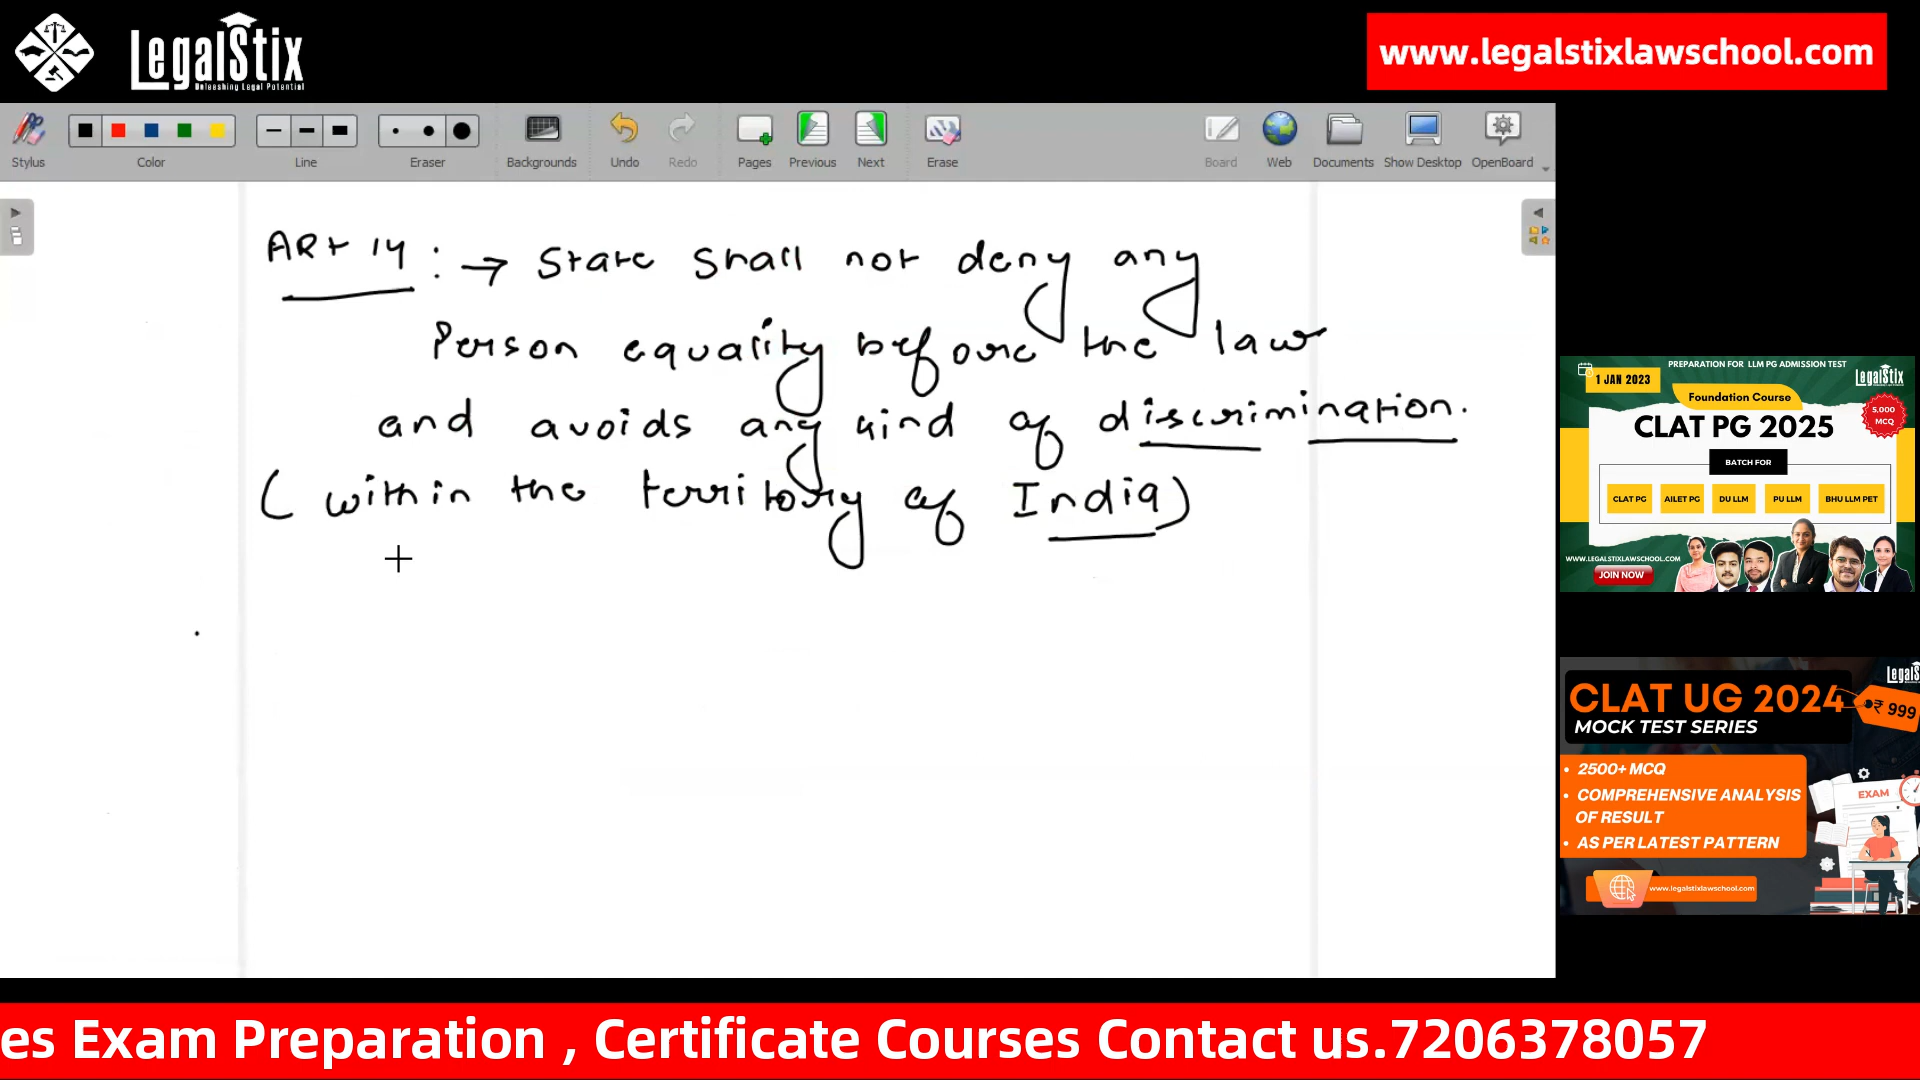 LegalStix
Unleashing Legal Potential
www.legalstixlawschool.com
Stylus
Color
Line
Eraser
Backgrounds
Undo
Redo
Pages
Previous
Next
Erase
Board
Web
Documents
Show Desktop
OpenBoard
ARt 14 : → State Shall not deny any
Person equality before the law
and avoids any kind of discrimination.
( within the territory of India)
1 JAN 2023
PREPARATION FOR LLM PG ADMISSION TEST
LegalStix
Foundation Course
5,000
MCQ
CLAT PG 2025
BATCH FOR
CLAT PG
AILET PG
DU LLM
PU LLM
BHU LLM PET
WWW.LEGALSTIXLAWSCHOOL.COM
JOIN NOW
LegalS
CLAT UG 2024
₹ 999
MOCK TEST SERIES
• 2500+ MCQ
• COMPREHENSIVE ANALYSIS
OF RESULT
• AS PER LATEST PATTERN
EXAM
www.legalstixlawschool.com
es Exam Preparation , Certificate Courses Contact us.7206378057